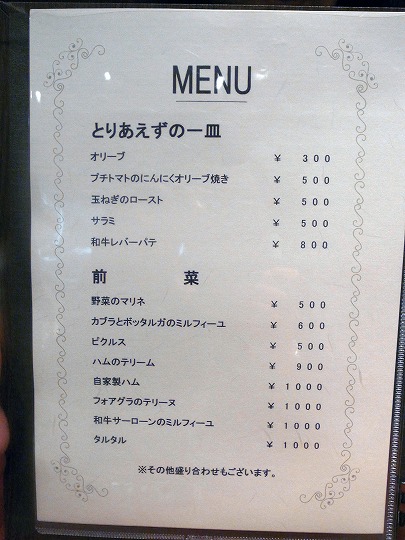 MENU
とりあえずの一皿
オリーブ ¥ 300
プチトマトのにんにくオリーブ焼き ¥ 500
玉ねぎのロースト ¥ 500
サラミ ¥ 500
和牛レバーパテ ¥ 800
前菜
野菜のマリネ ¥ 500
カブラとボッタルガのミルフィーユ ¥ 600
ピクルス ¥ 500
ハムのテリーム ¥ 900
自家製ハム ¥ 1000
フォアグラのテリーヌ ¥ 1000
和牛サーローンのミルフィーユ ¥ 1000
タルタル ¥ 1000
※その他盛り合わせもございます。